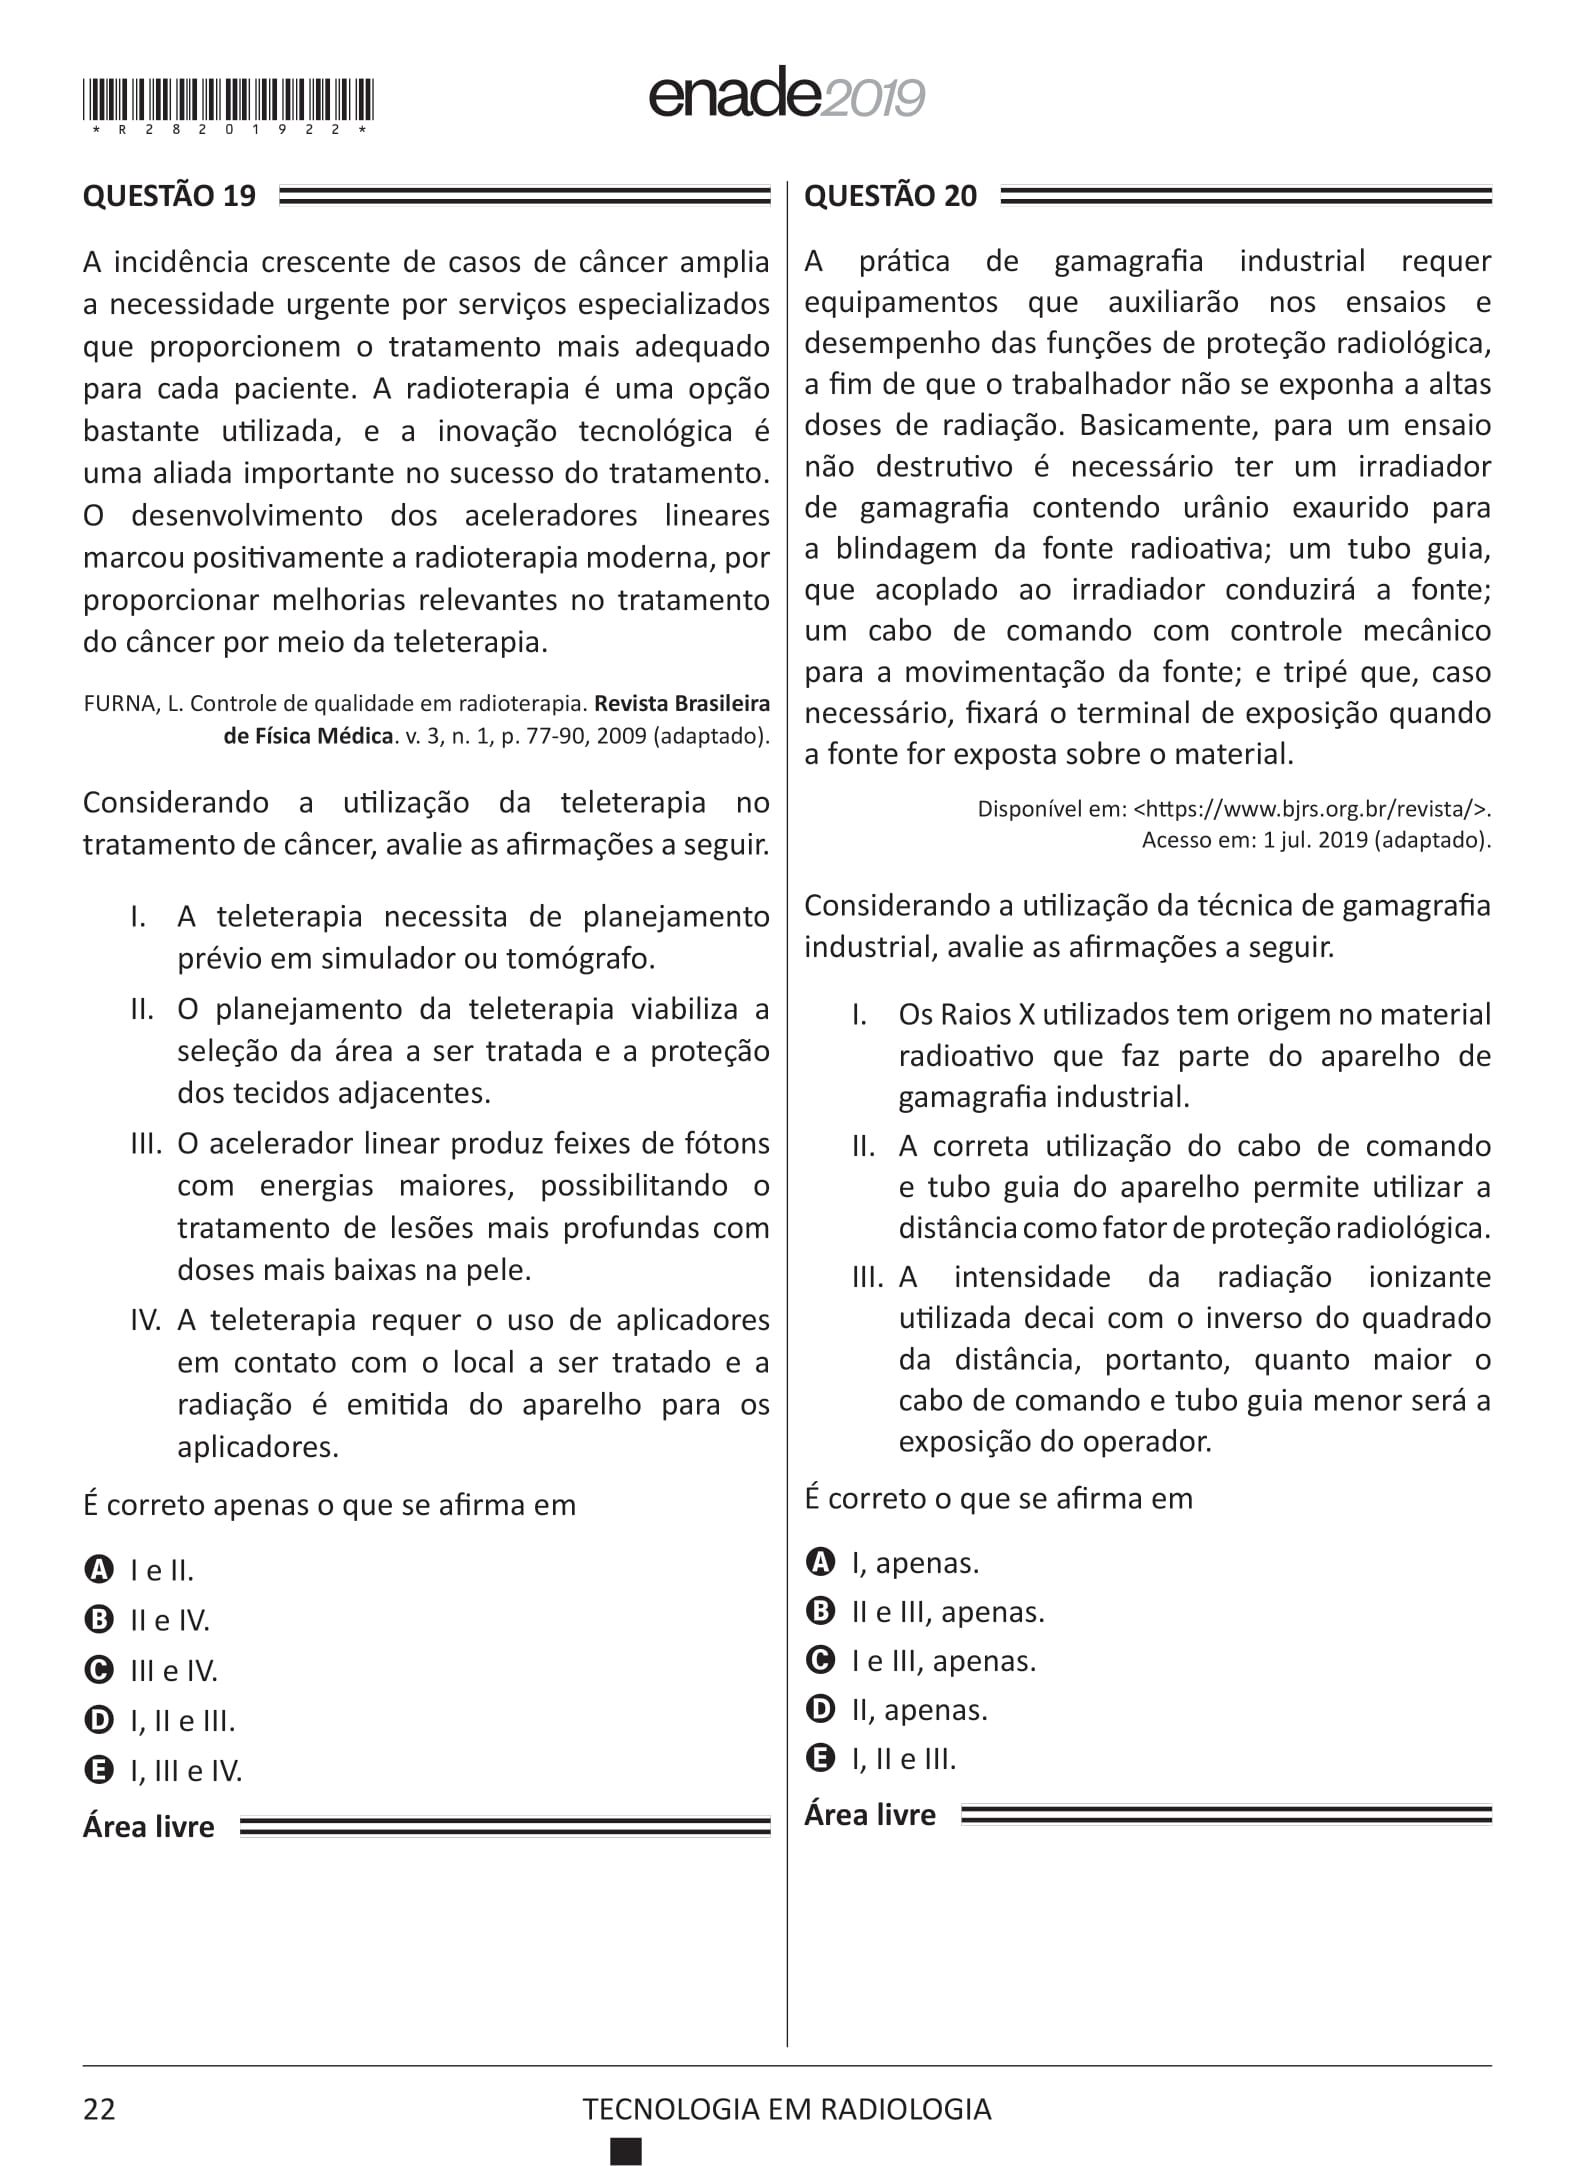 *R28201922*
enade2019
QUESTÃO 19
A incidência crescente de casos de câncer amplia
a necessidade urgente por serviços especializados
que proporcionem o tratamento mais adequado
para cada paciente. A radioterapia é uma opção
bastante utilizada, e a inovação tecnológica é
uma aliada importante no sucesso do tratamento.
O desenvolvimento dos aceleradores lineares
marcou positivamente a radioterapia moderna, por
proporcionar melhorias relevantes no tratamento
do câncer por meio da teleterapia.
FURNA, L. Controle de qualidade em radioterapia. Revista Brasileira
de Física Médica. v. 3, n. 1, p. 77-90, 2009 (adaptado).
Considerando a utilização da teleterapia no
tratamento de câncer, avalie as afirmações a seguir.
I. A teleterapia necessita de planejamento
prévio em simulador ou tomógrafo.
II. O planejamento da teleterapia viabiliza a
seleção da área a ser tratada e a proteção
dos tecidos adjacentes.
III. O acelerador linear produz feixes de fótons
com energias maiores, possibilitando o
tratamento de lesões mais profundas com
doses mais baixas na pele.
IV. A teleterapia requer o uso de aplicadores
em contato com o local a ser tratado e a
radiação é emitida do aparelho para os
aplicadores.
É correto apenas o que se afirma em
A I e II.
B II e IV.
C III e IV.
D I, II e III.
E I, III e IV.
Área livre
QUESTÃO 20
A prática de gamagrafia industrial requer
equipamentos que auxiliarão nos ensaios e
desempenho das funções de proteção radiológica,
a fim de que o trabalhador não se exponha a altas
doses de radiação. Basicamente, para um ensaio
não destrutivo é necessário ter um irradiador
de gamagrafia contendo urânio exaurido para
a blindagem da fonte radioativa; um tubo guia,
que acoplado ao irradiador conduzirá a fonte;
um cabo de comando com controle mecânico
para a movimentação da fonte; e tripé que, caso
necessário, fixará o terminal de exposição quando
a fonte for exposta sobre o material.
Disponível em: <https://www.bjrs.org.br/revista/>.
Acesso em: 1 jul. 2019 (adaptado).
Considerando a utilização da técnica de gamagrafia
industrial, avalie as afirmações a seguir.
I. Os Raios X utilizados tem origem no material
radioativo que faz parte do aparelho de
gamagrafia industrial.
II. A correta utilização do cabo de comando
e tubo guia do aparelho permite utilizar a
distância como fator de proteção radiológica.
III. A intensidade da radiação ionizante
utilizada decai com o inverso do quadrado
da distância, portanto, quanto maior o
cabo de comando e tubo guia menor será a
exposição do operador.
É correto o que se afirma em
A I, apenas.
B II e III, apenas.
C I e III, apenas.
D II, apenas.
E I, II e III.
Área livre
22
TECNOLOGIA EM RADIOLOGIA